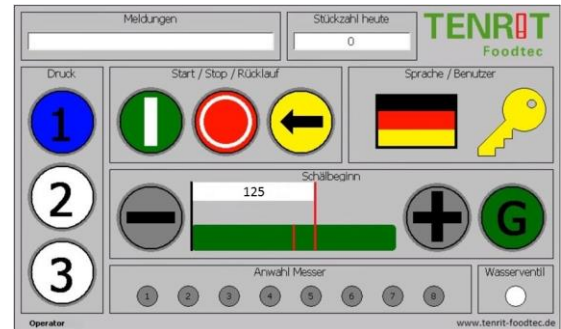 Meldungen
Stückzahl heute
0
TENRIT
Foodtec
Druck
Start / Stop / Rücklauf
Sprache / Benutzer
1
2
3
Schälbeginn
125
G
Anwahl Messer
1 2 3 4 5 6 7 8
Wasserventil
Operator
www.tenrit-foodtec.de